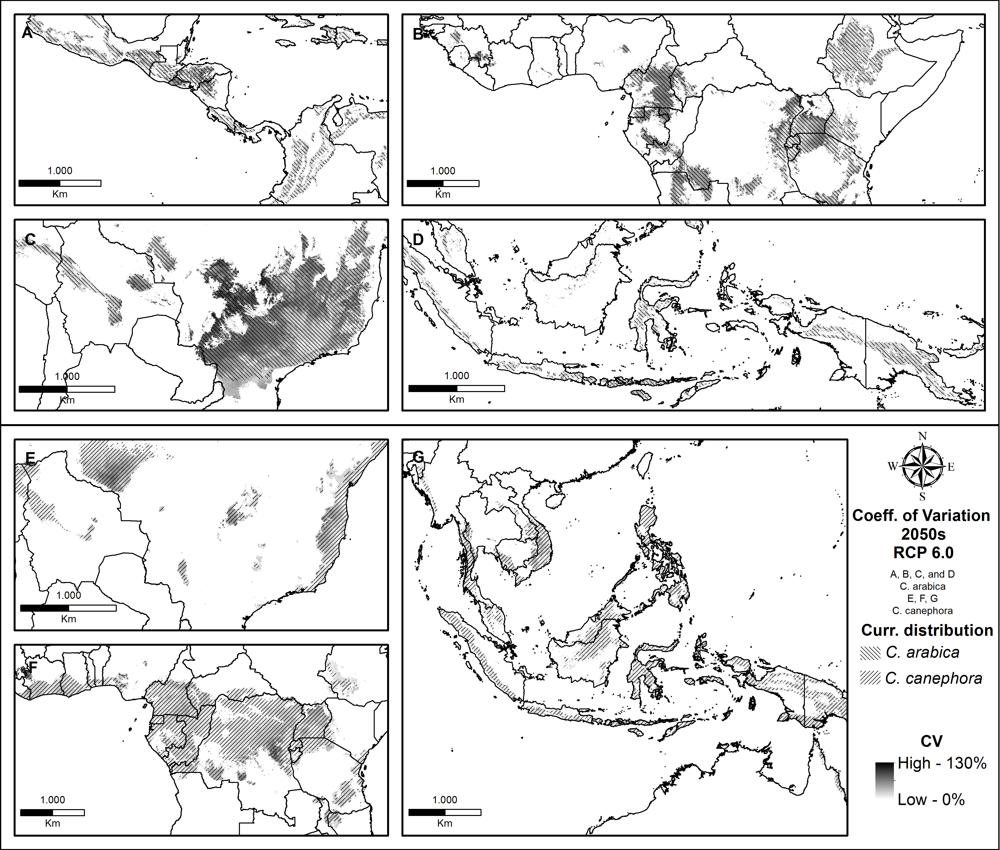 A
1.000
Km
B
1.000
Km
C
1.000
Km
D
1.000
Km
E
1.000
Km
F
1.000
Km
G
1.000
Km
N
W E
S
Coeff. of Variation
2050s
RCP 6.0
A, B, C, and D
C. arabica
E, F, G
C. canephora
Curr. distribution
C. arabica
C. canephora
CV
High - 130%
Low - 0%